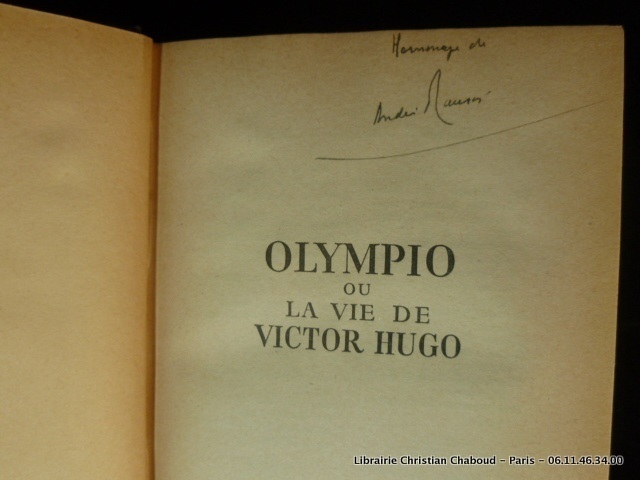 Hommage de
André Maurois
OLYMPIO
OU
LA VIE DE
VICTOR HUGO
Librairie Christian Chaboud - Paris - 06.11.46.34.00